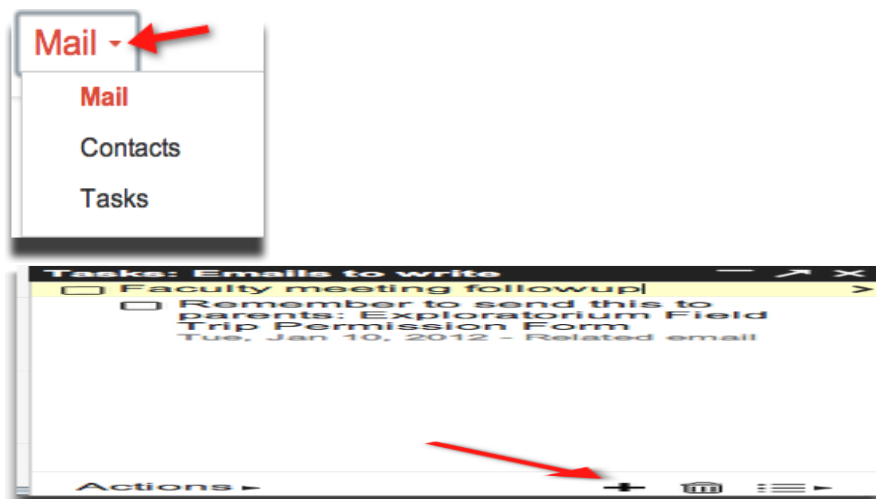 Mail
Mail
Contacts
Tasks
Tasks: Emails to write
Faculty meeting followup
Remember to send this to
parents: Exploratorium Field
Trip Permission Form
Tue, Jan 10, 2012 - Related email
Actions